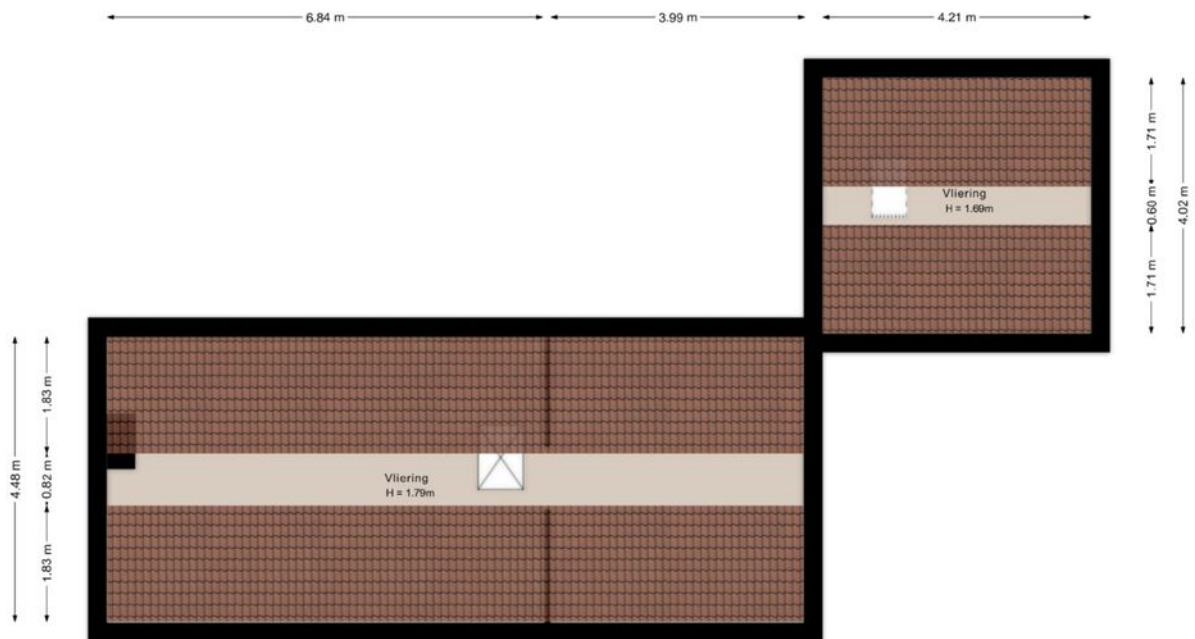 6.84 m
3.99 m
4.21 m
1.71 m
0.60 m
1.71 m
4.02 m
Vliering
H = 1.69m
4.48 m
1.83 m
0.82 m
1.83 m
Vliering
H = 1.79m